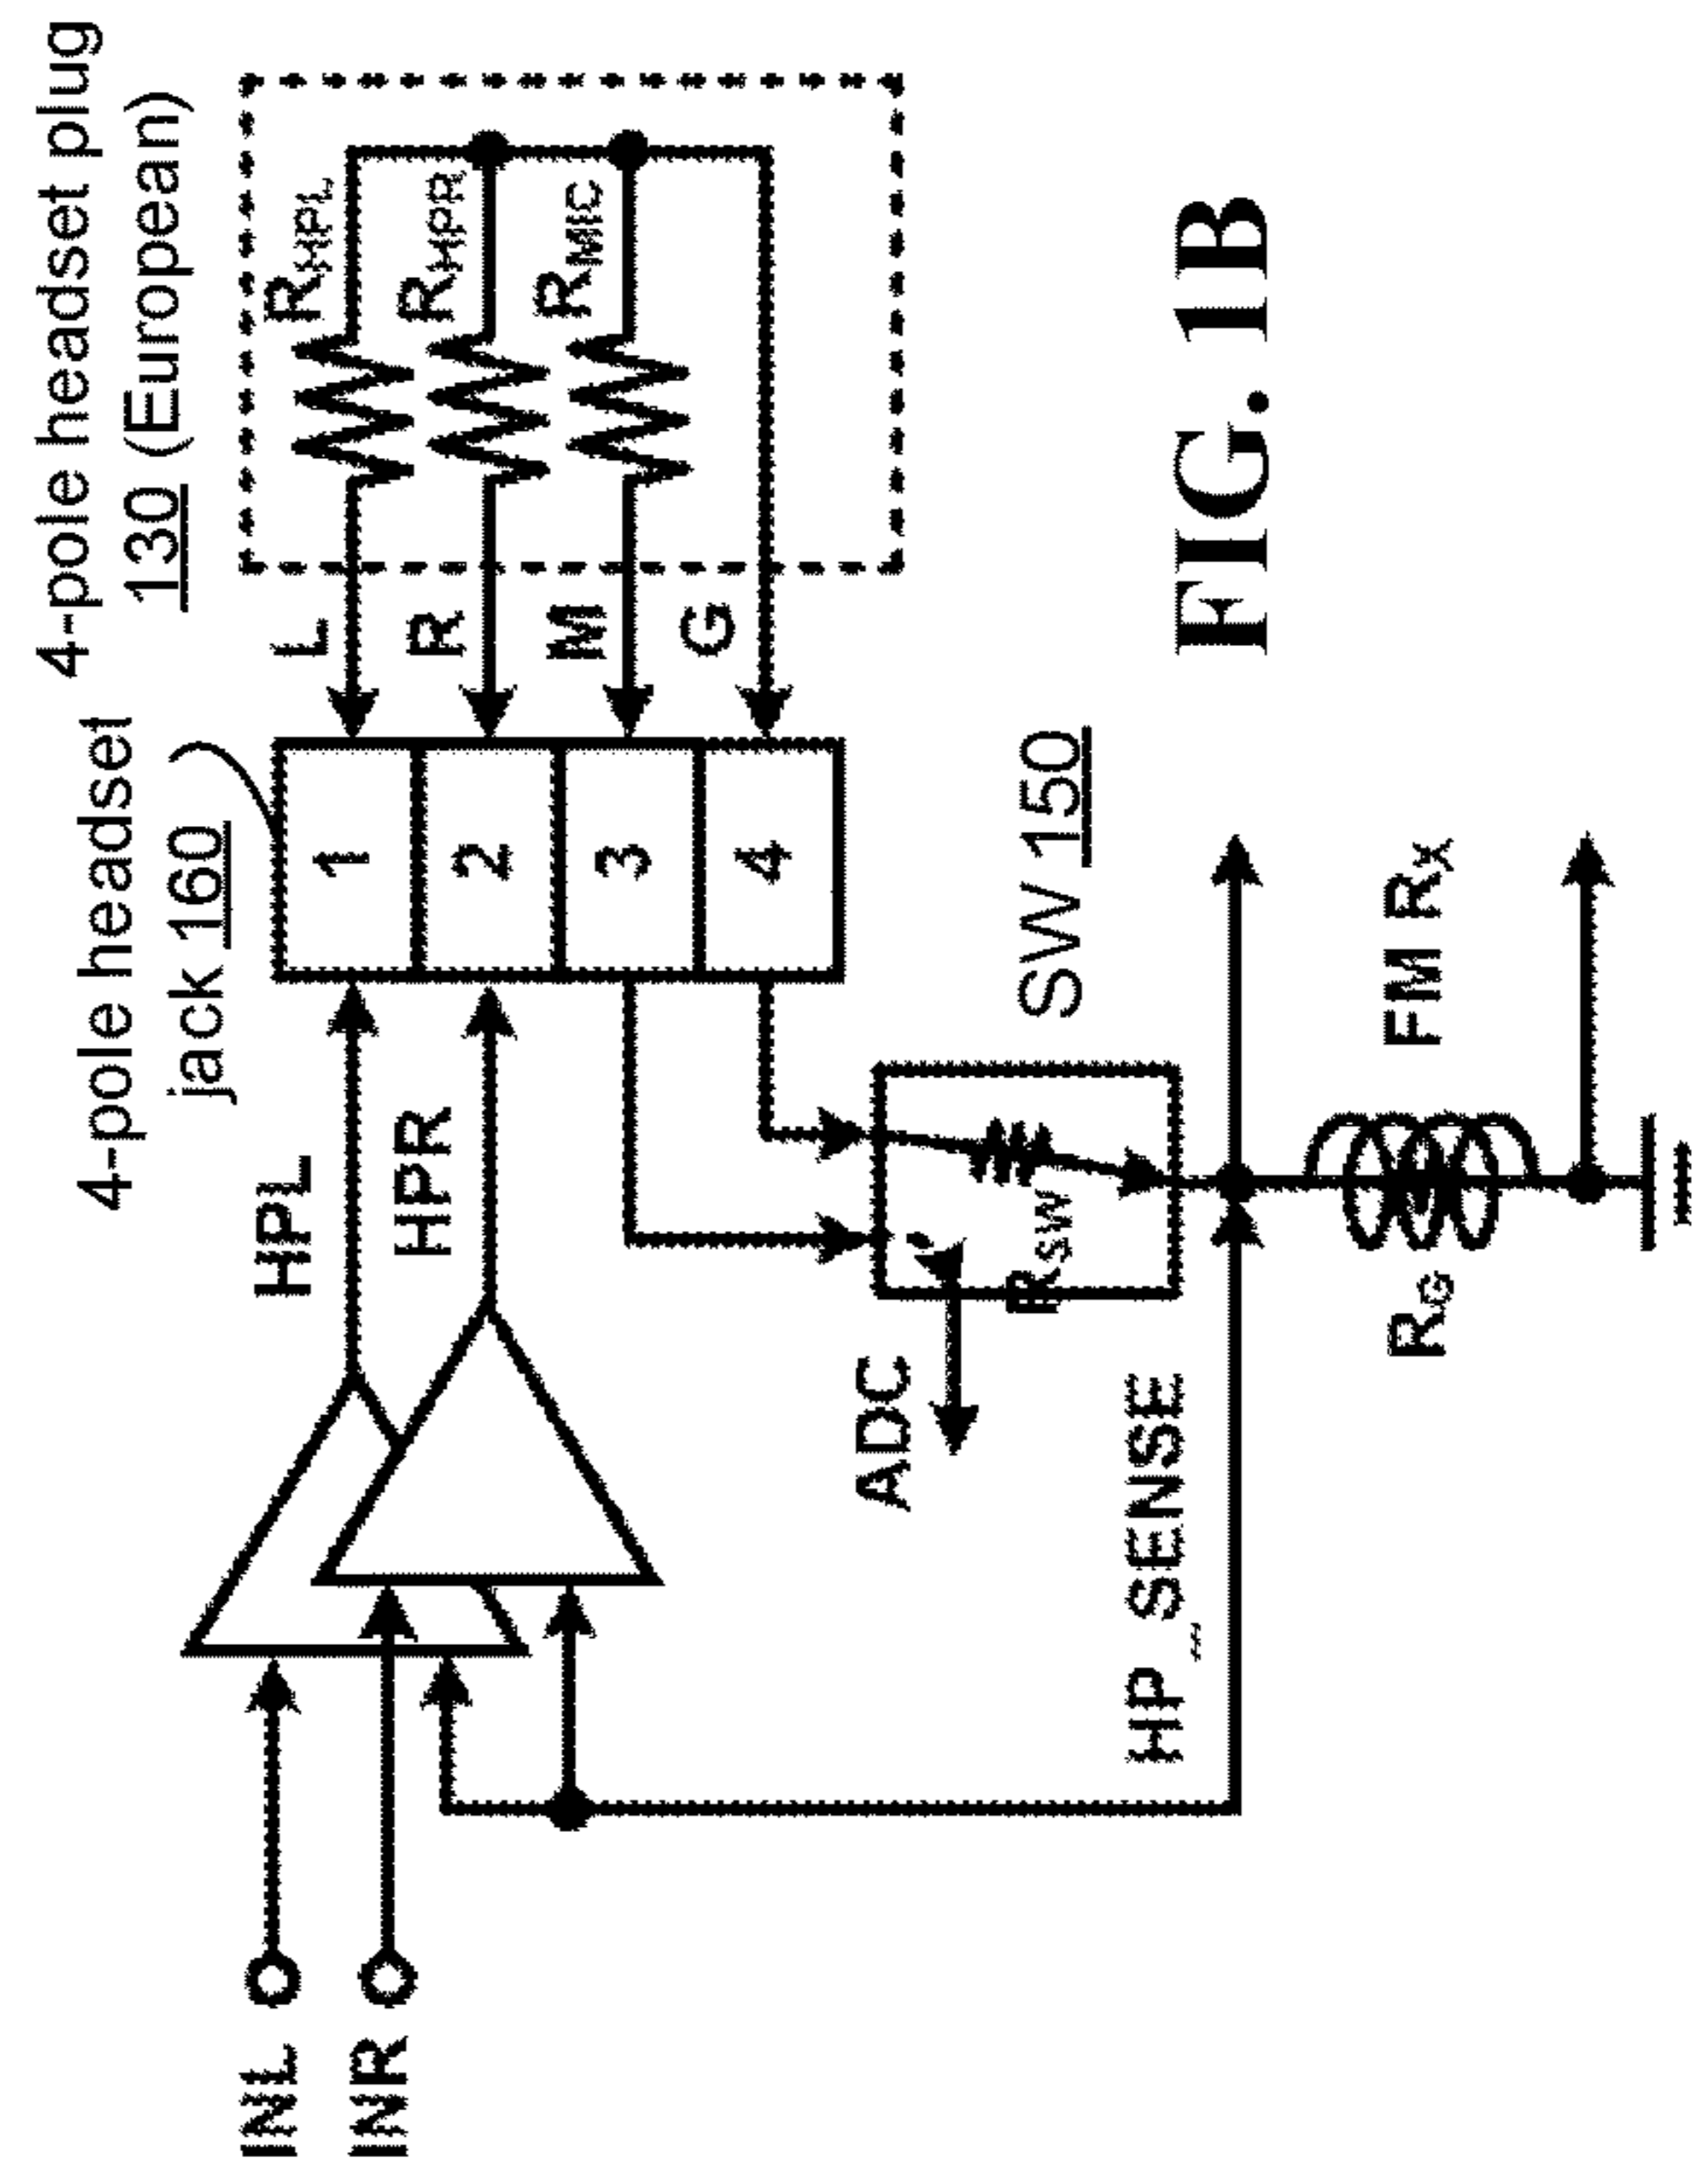 4-pole headset plug
130 (European)
4-pole headset
jack 160
INL
INR
HPL
HPR
1
2
3
4
L
R
M
G
RHPL
RHPR
RMIC
ADC
RSW
SW 150
HP_SENSE
RG
FM RX
FIG. 1B